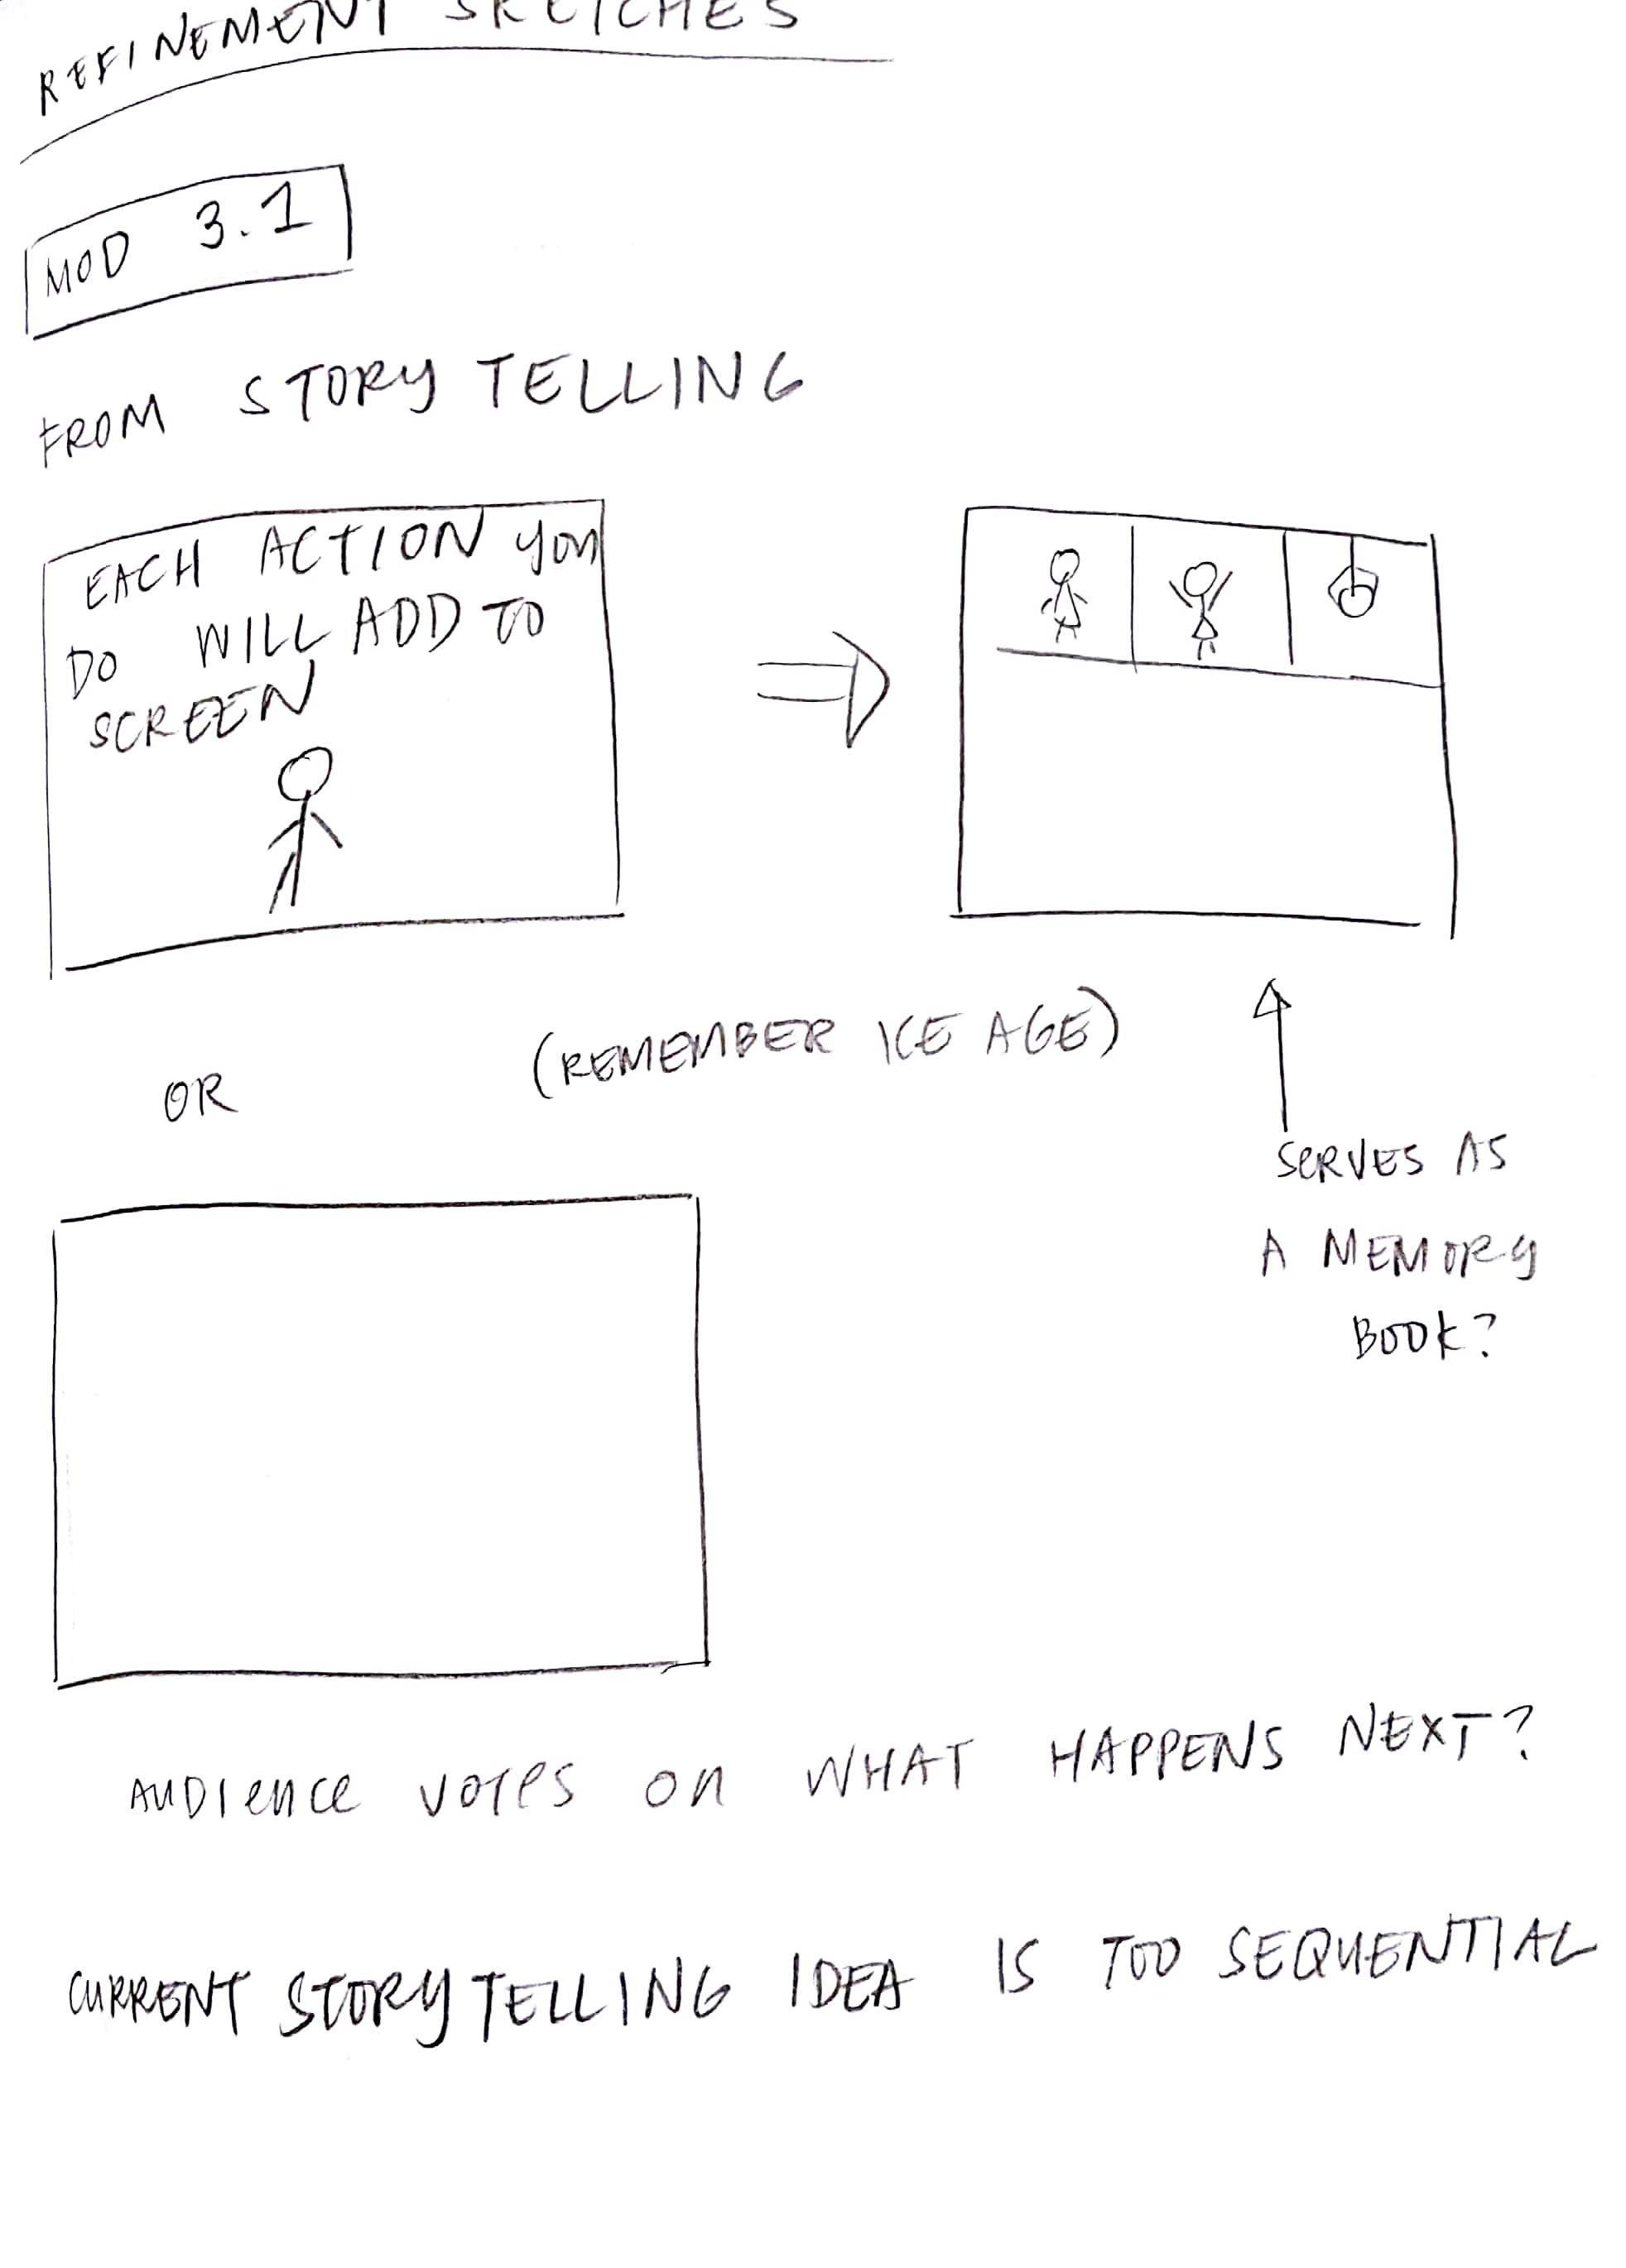 REFINEMENT SKETCHES
MOD 3.1
FROM STORY TELLING
EACH ACTION you
DO WILL ADD TO
SCREEN
(REMEMBER ICE AGE)
OR
SERVES AS
A MEMORY
BOOK?
AUDIENCE VOTES ON WHAT HAPPENS NEXT?
CURRENT STORYTELLING IDEA IS TOO SEQUENTIAL